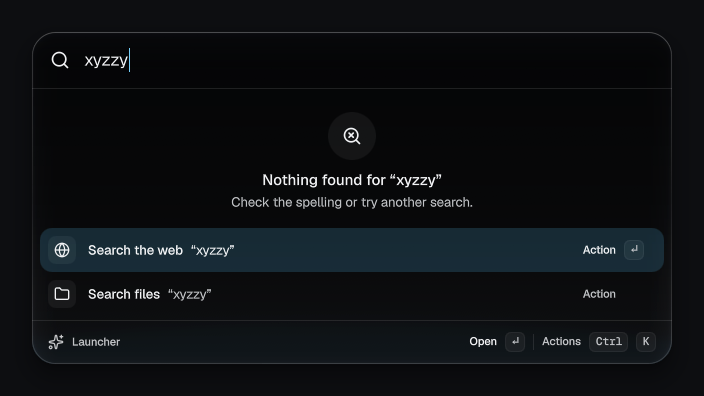 xyzzy
Nothing found for “xyzzy”
Check the spelling or try another search.
Search the web “xyzzy” Action
Search files “xyzzy” Action
Launcher Open Actions Ctrl K